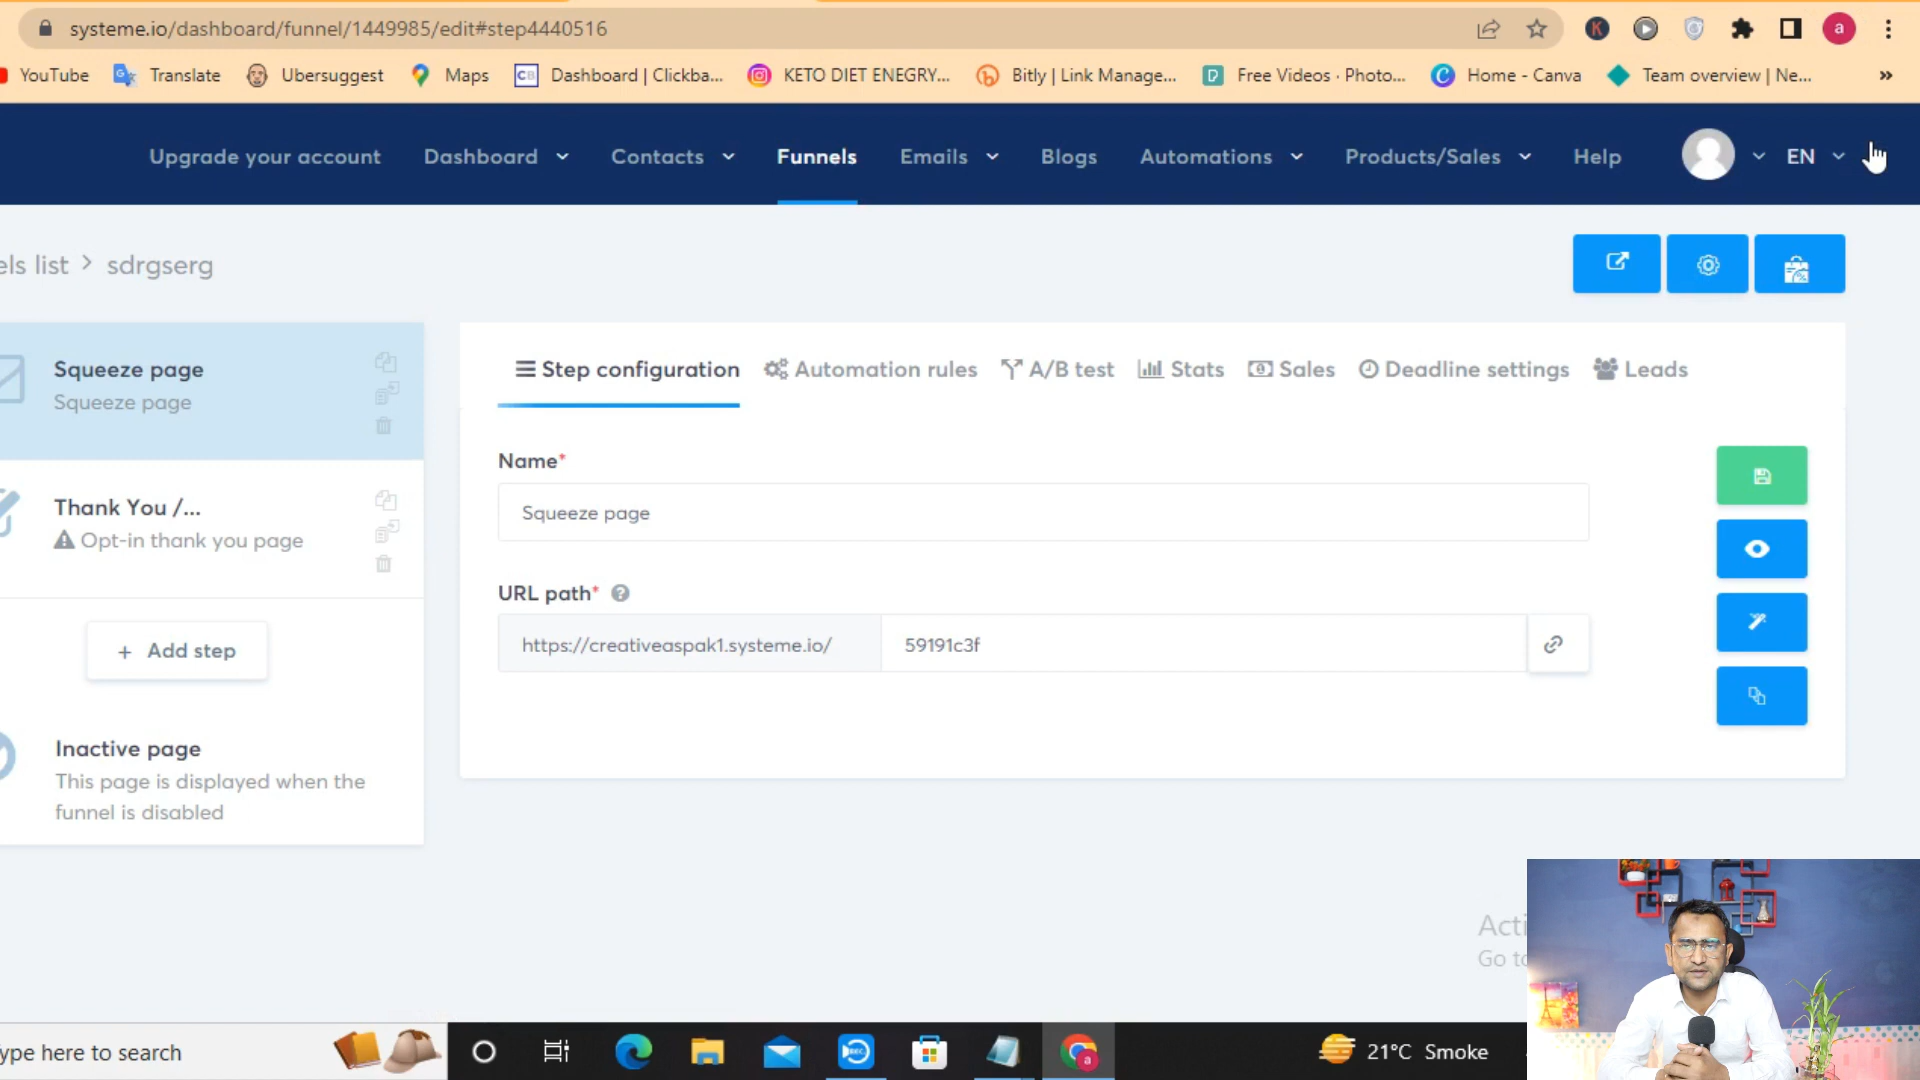 systeme.io/dashboard/funnel/1449985/edit#step4440516
K
a
YouTube Translate Ubersuggest Maps CB Dashboard | Clickba... KETO DIET ENEGRY... Bitly | Link Manage... Free Videos · Photo... Home - Canva Team overview | Ne... »
Upgrade your account Dashboard Contacts Funnels Emails Blogs Automations Products/Sales Help EN
els list > sdrgserg
Squeeze page
Squeeze page
Thank You /...
Opt-in thank you page
+ Add step
Inactive page
This page is displayed when the
funnel is disabled
Step configuration Automation rules A/B test Stats Sales Deadline settings Leads
Name*
Squeeze page
URL path* ?
https://creativeaspak1.systeme.io/ 59191c3f
Acti
Go to
ype here to search
REC
a
21°C Smoke